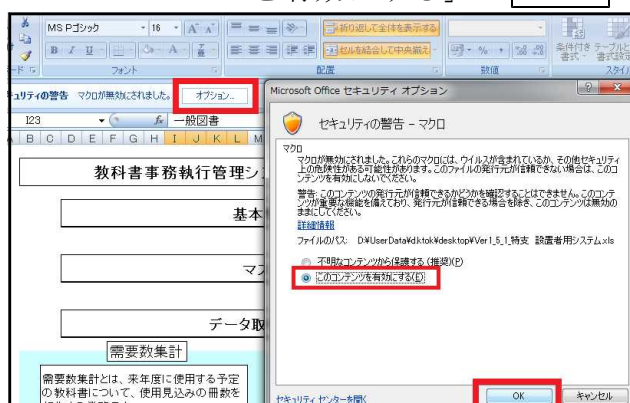 MS Pゴシック 16 A A 折り返して全体を表示する
B I U A セルを結合して中央揃え % , 条件付き
書式
フォント 配置 数値 スタイル
セキュリティの警告 マクロが無効にされました。 オプション...
I23 fx 一般図書
B C D E F G H I J K L M
教科書事務執行管理シ
基本
マス
データ取
需要数集計
需要数集計とは、来年度に使用する予定
の教科書について、使用見込みの冊数を
Microsoft Office セキュリティ オプション
セキュリティの警告 - マクロ
マクロ
マクロが無効にされました。これらのマクロには、ウイルスが含まれているか、その他セキュリティ
上の危険性がある可能性があります。このファイルの発行元が信頼できない場合は、このコ
ンテンツを有効にしないでください。
警告: このコンテンツの発行元が信頼できるかどうかを確認することはできません。このコンテ
ンツが重要な機能を備えており、発行元が信頼できる場合を除き、このコンテンツは無効の
ままにしてください。
詳細情報
ファイルのパス: D:¥UserData¥dktok¥desktop¥Ver1_5_1_特支 設置者用システム.xls
不明なコンテンツから保護する (推奨)(P)
このコンテンツを有効にする(E)
セキュリティ センターを開く
OK キャンセル